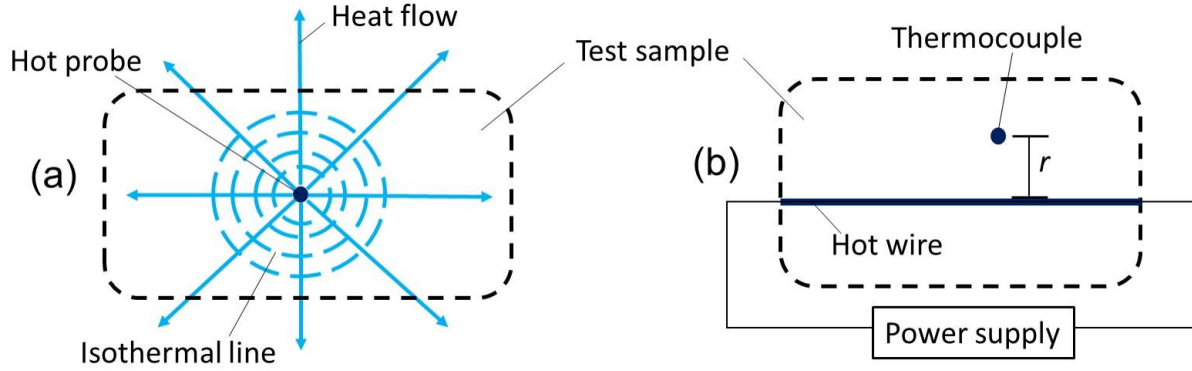 Heat flow
Hot probe
Test sample
(a)
Isothermal line
Thermocouple
(b)
r
Hot wire
Power supply